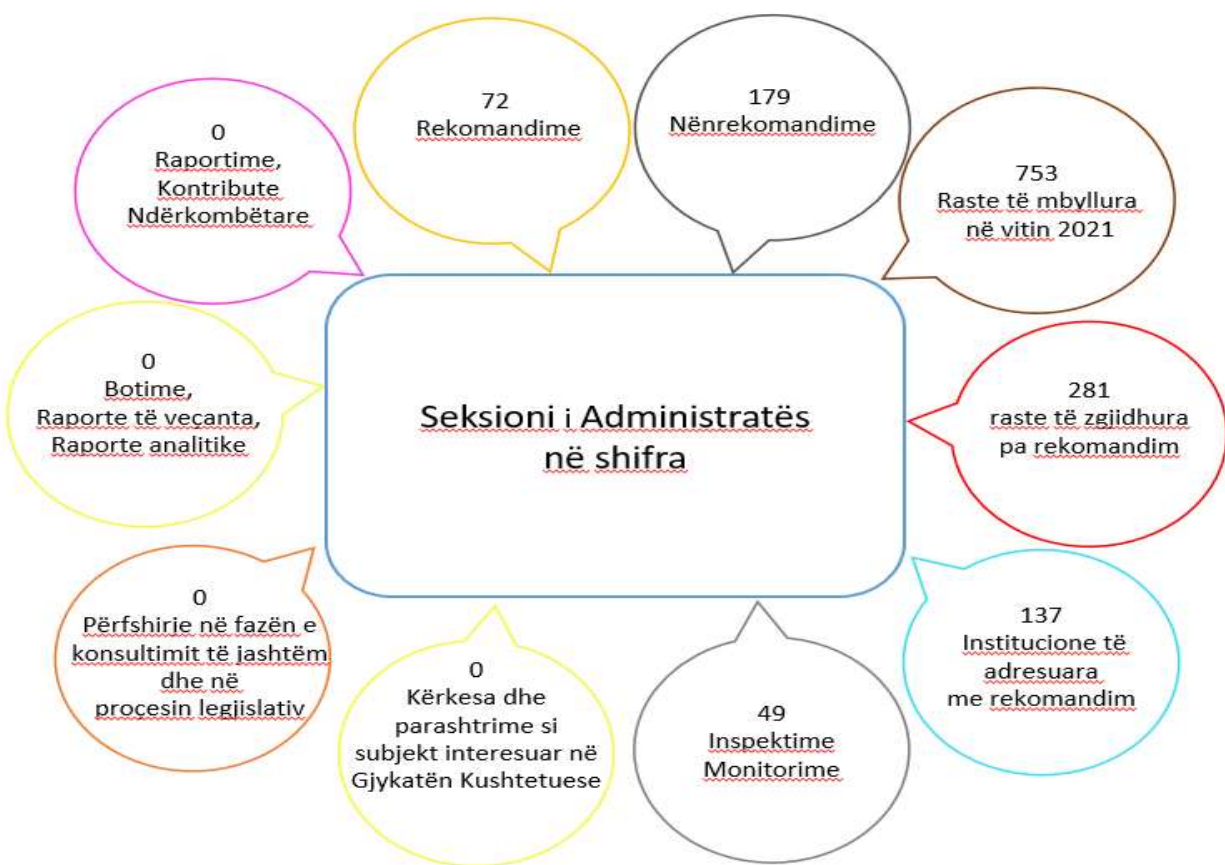 72
Rekomandime
179
Nënrekomandime
0
Raportime,
Kontribute
Ndërkombëtare
753
Raste të mbyllura
në vitin 2021
0
Botime,
Raporte të veçanta,
Raporte analitike
Seksioni i Administratës
në shifra
281
raste të zgjidhura
pa rekomandim
0
Përfshirje në fazën e
konsultimit të jashtëm
dhe në
proçesin legjislativ
0
Kërkesa dhe
parashtrime si
subjekt interesuar në
Gjykatën Kushtetuese
49
Inspektime
Monitorime
137
Institucione të
adresuara
me rekomandim